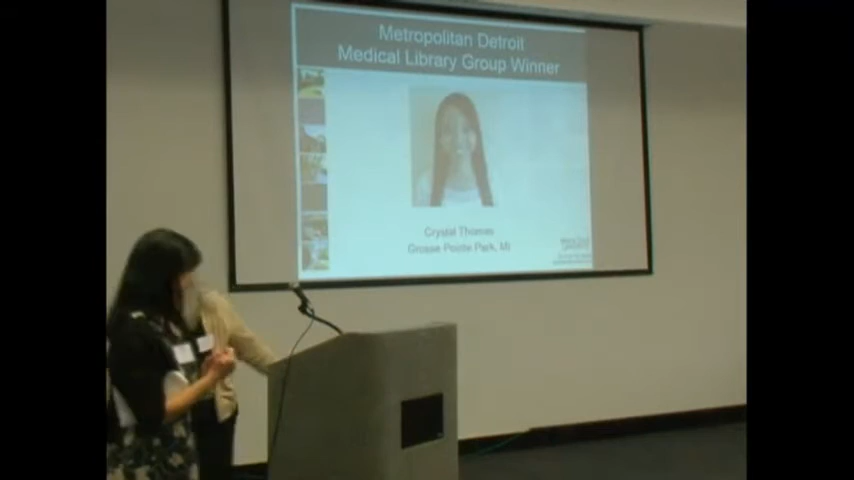 Metropolitan Detroit
Medical Library Group Winner
Crystal Thomas
Grosse Pointe Park, MI